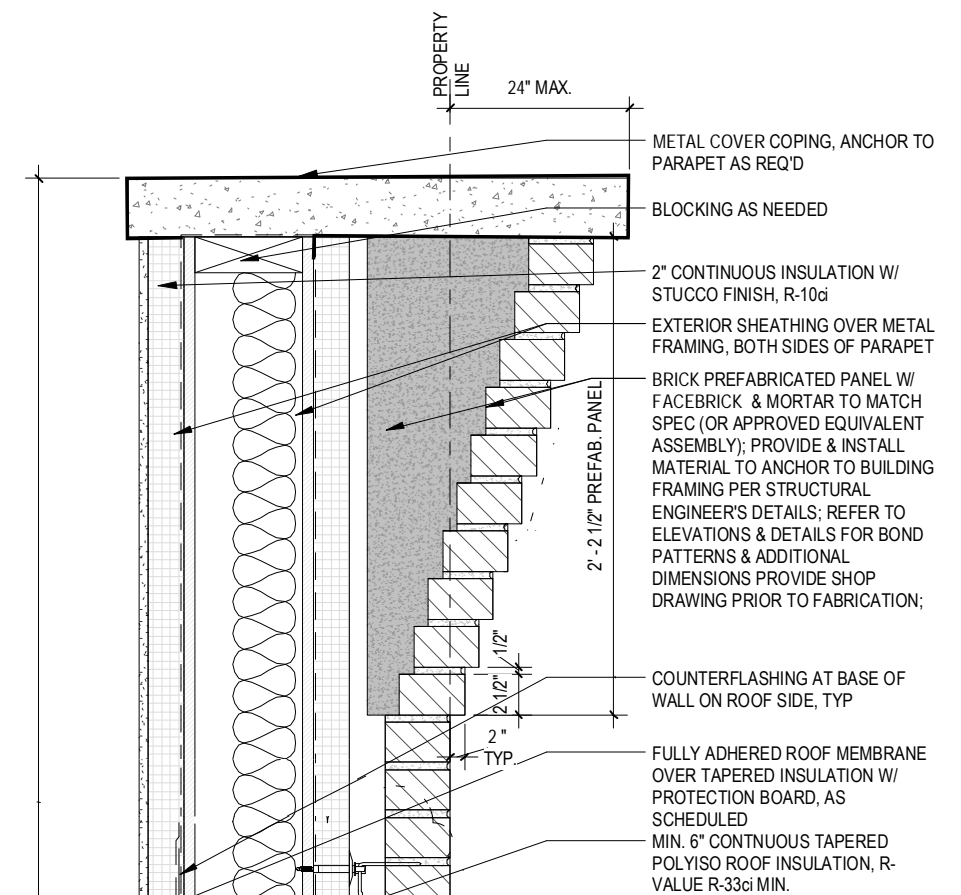 PROPERTY
LINE
24" MAX.
METAL COVER COPING, ANCHOR TO
PARAPET AS REQ'D
BLOCKING AS NEEDED
2" CONTINUOUS INSULATION W/
STUCCO FINISH, R-10ci
EXTERIOR SHEATHING OVER METAL
FRAMING, BOTH SIDES OF PARAPET
BRICK PREFABRICATED PANEL W/
FACEBRICK & MORTAR TO MATCH
SPEC (OR APPROVED EQUIVALENT
ASSEMBLY); PROVIDE & INSTALL
MATERIAL TO ANCHOR TO BUILDING
FRAMING PER STRUCTURAL
ENGINEER'S DETAILS; REFER TO
ELEVATIONS & DETAILS FOR BOND
PATTERNS & ADDITIONAL
DIMENSIONS PROVIDE SHOP
DRAWING PRIOR TO FABRICATION;
2' - 2 1/2" PREFAB. PANEL
1/2"
2 1/2"
2 "
TYP.
COUNTERFLASHING AT BASE OF
WALL ON ROOF SIDE, TYP
FULLY ADHERED ROOF MEMBRANE
OVER TAPERED INSULATION W/
PROTECTION BOARD, AS
SCHEDULED
MIN. 6" CONTNUOUS TAPERED
POLYISO ROOF INSULATION, R-
VALUE R-33ci MIN.